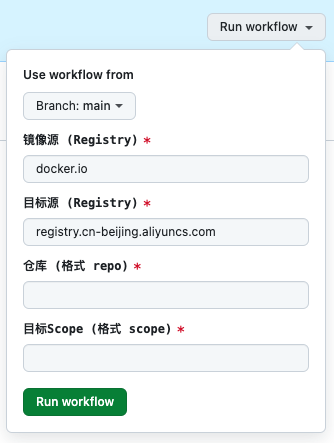 Run workflow
Use workflow from
Branch: main
镜像源 (Registry) *
docker.io
目标源 (Registry) *
registry.cn-beijing.aliyuncs.com
仓库 (格式 repo) *
目标Scope (格式 scope) *
Run workflow